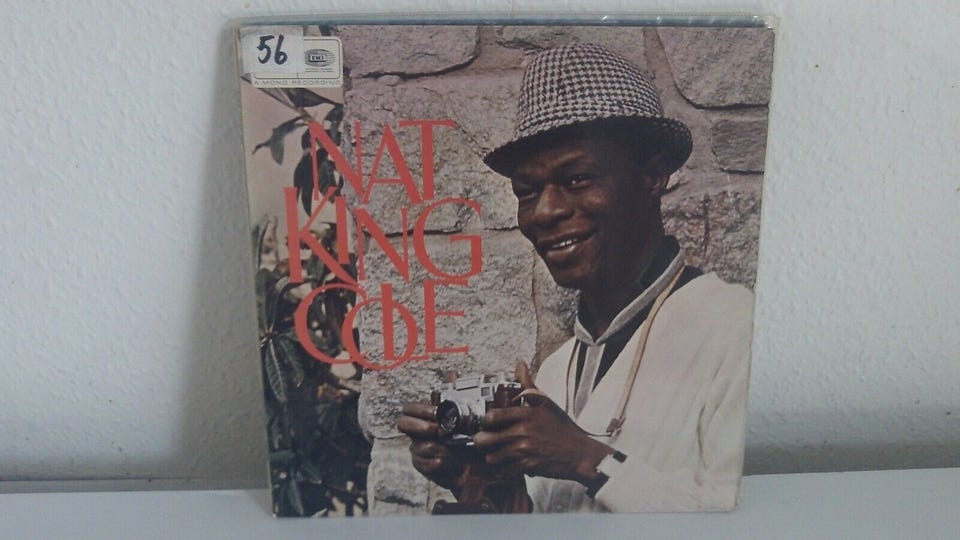 56
EMI
A MONO RECORDING
NAT
KING
COLE